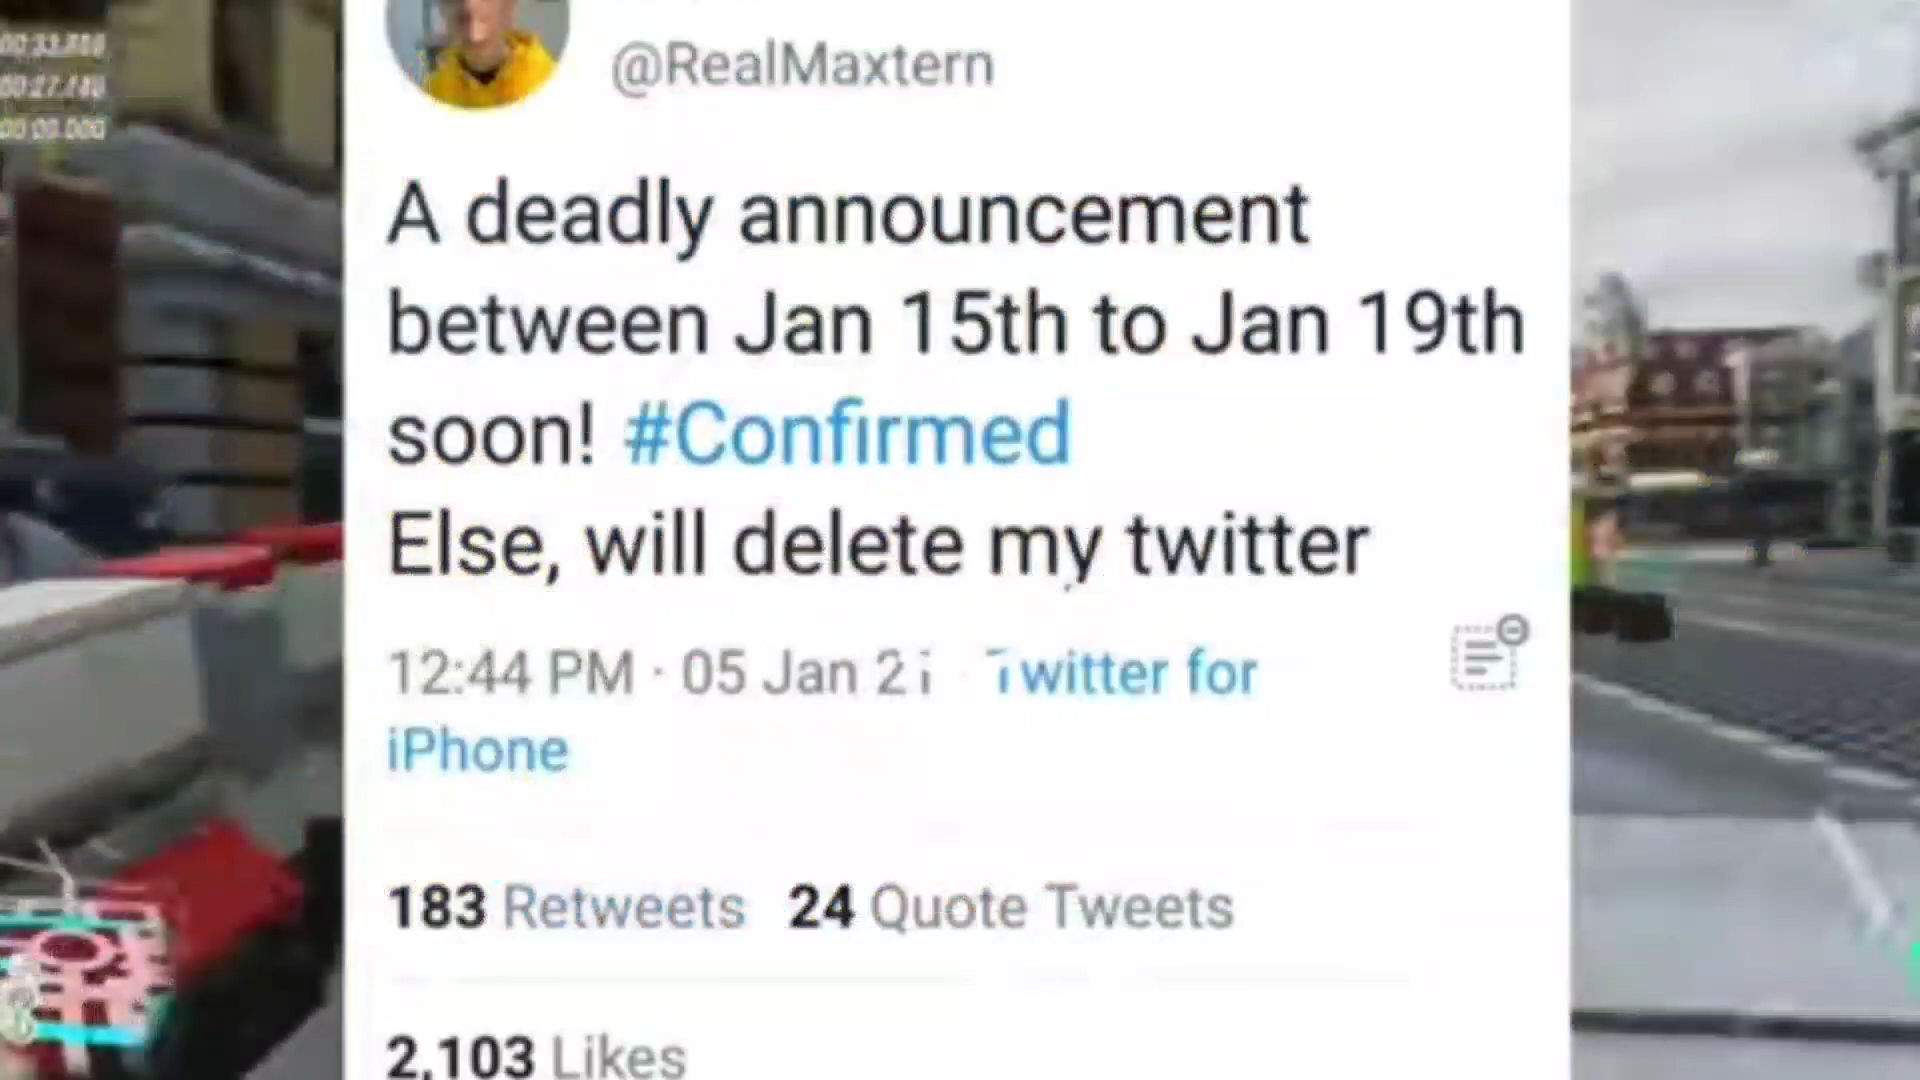 @RealMaxtern
A deadly announcement
between Jan 15th to Jan 19th
soon! #Confirmed
Else, will delete my twitter
12:44 PM · 05 Jan 21 · Twitter for
iPhone
183 Retweets 24 Quote Tweets
2,103 Likes